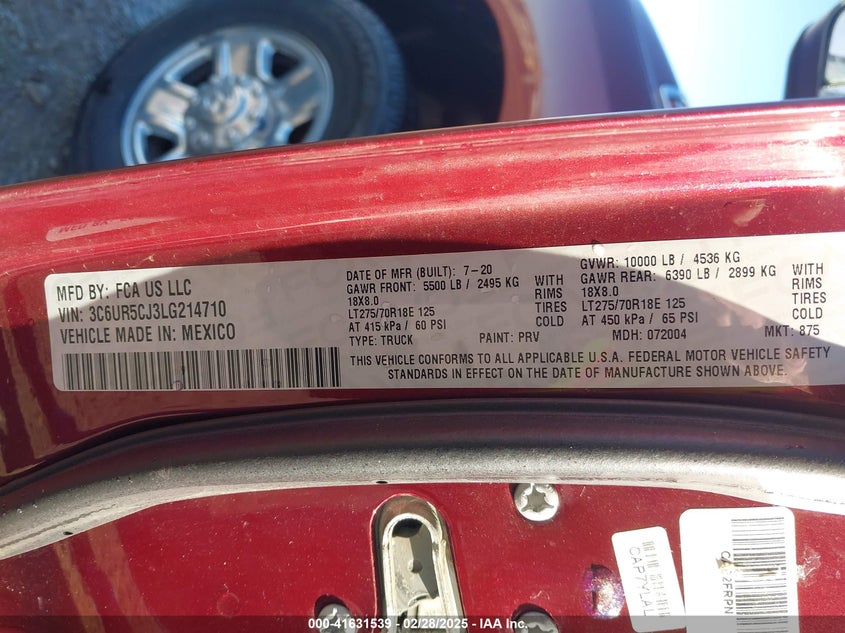 MFD BY: FCA US LLC
VIN: 3C6UR5CJ3LG214710
VEHICLE MADE IN: MEXICO
DATE OF MFR (BUILT): 7-20
GAWR FRONT: 5500 LB / 2495 KG WITH
18X8.0 RIMS
LT275/70R18E 125 TIRES
AT 415 kPa / 60 PSI COLD
TYPE: TRUCK PAINT: PRV
GVWR: 10000 LB / 4536 KG
GAWR REAR: 6390 LB / 2899 KG WITH
18X8.0 RIMS
LT275/70R18E 125 TIRES
AT 450 kPa / 65 PSI COLD
MDH: 072004 MKT: 875
THIS VEHICLE CONFORMS TO ALL APPLICABLE U.S.A. FEDERAL MOTOR VEHICLE SAFETY
STANDARDS IN EFFECT ON THE DATE OF MANUFACTURE SHOWN ABOVE.
000-41631539 - 02/28/2025 - IAA, Inc.